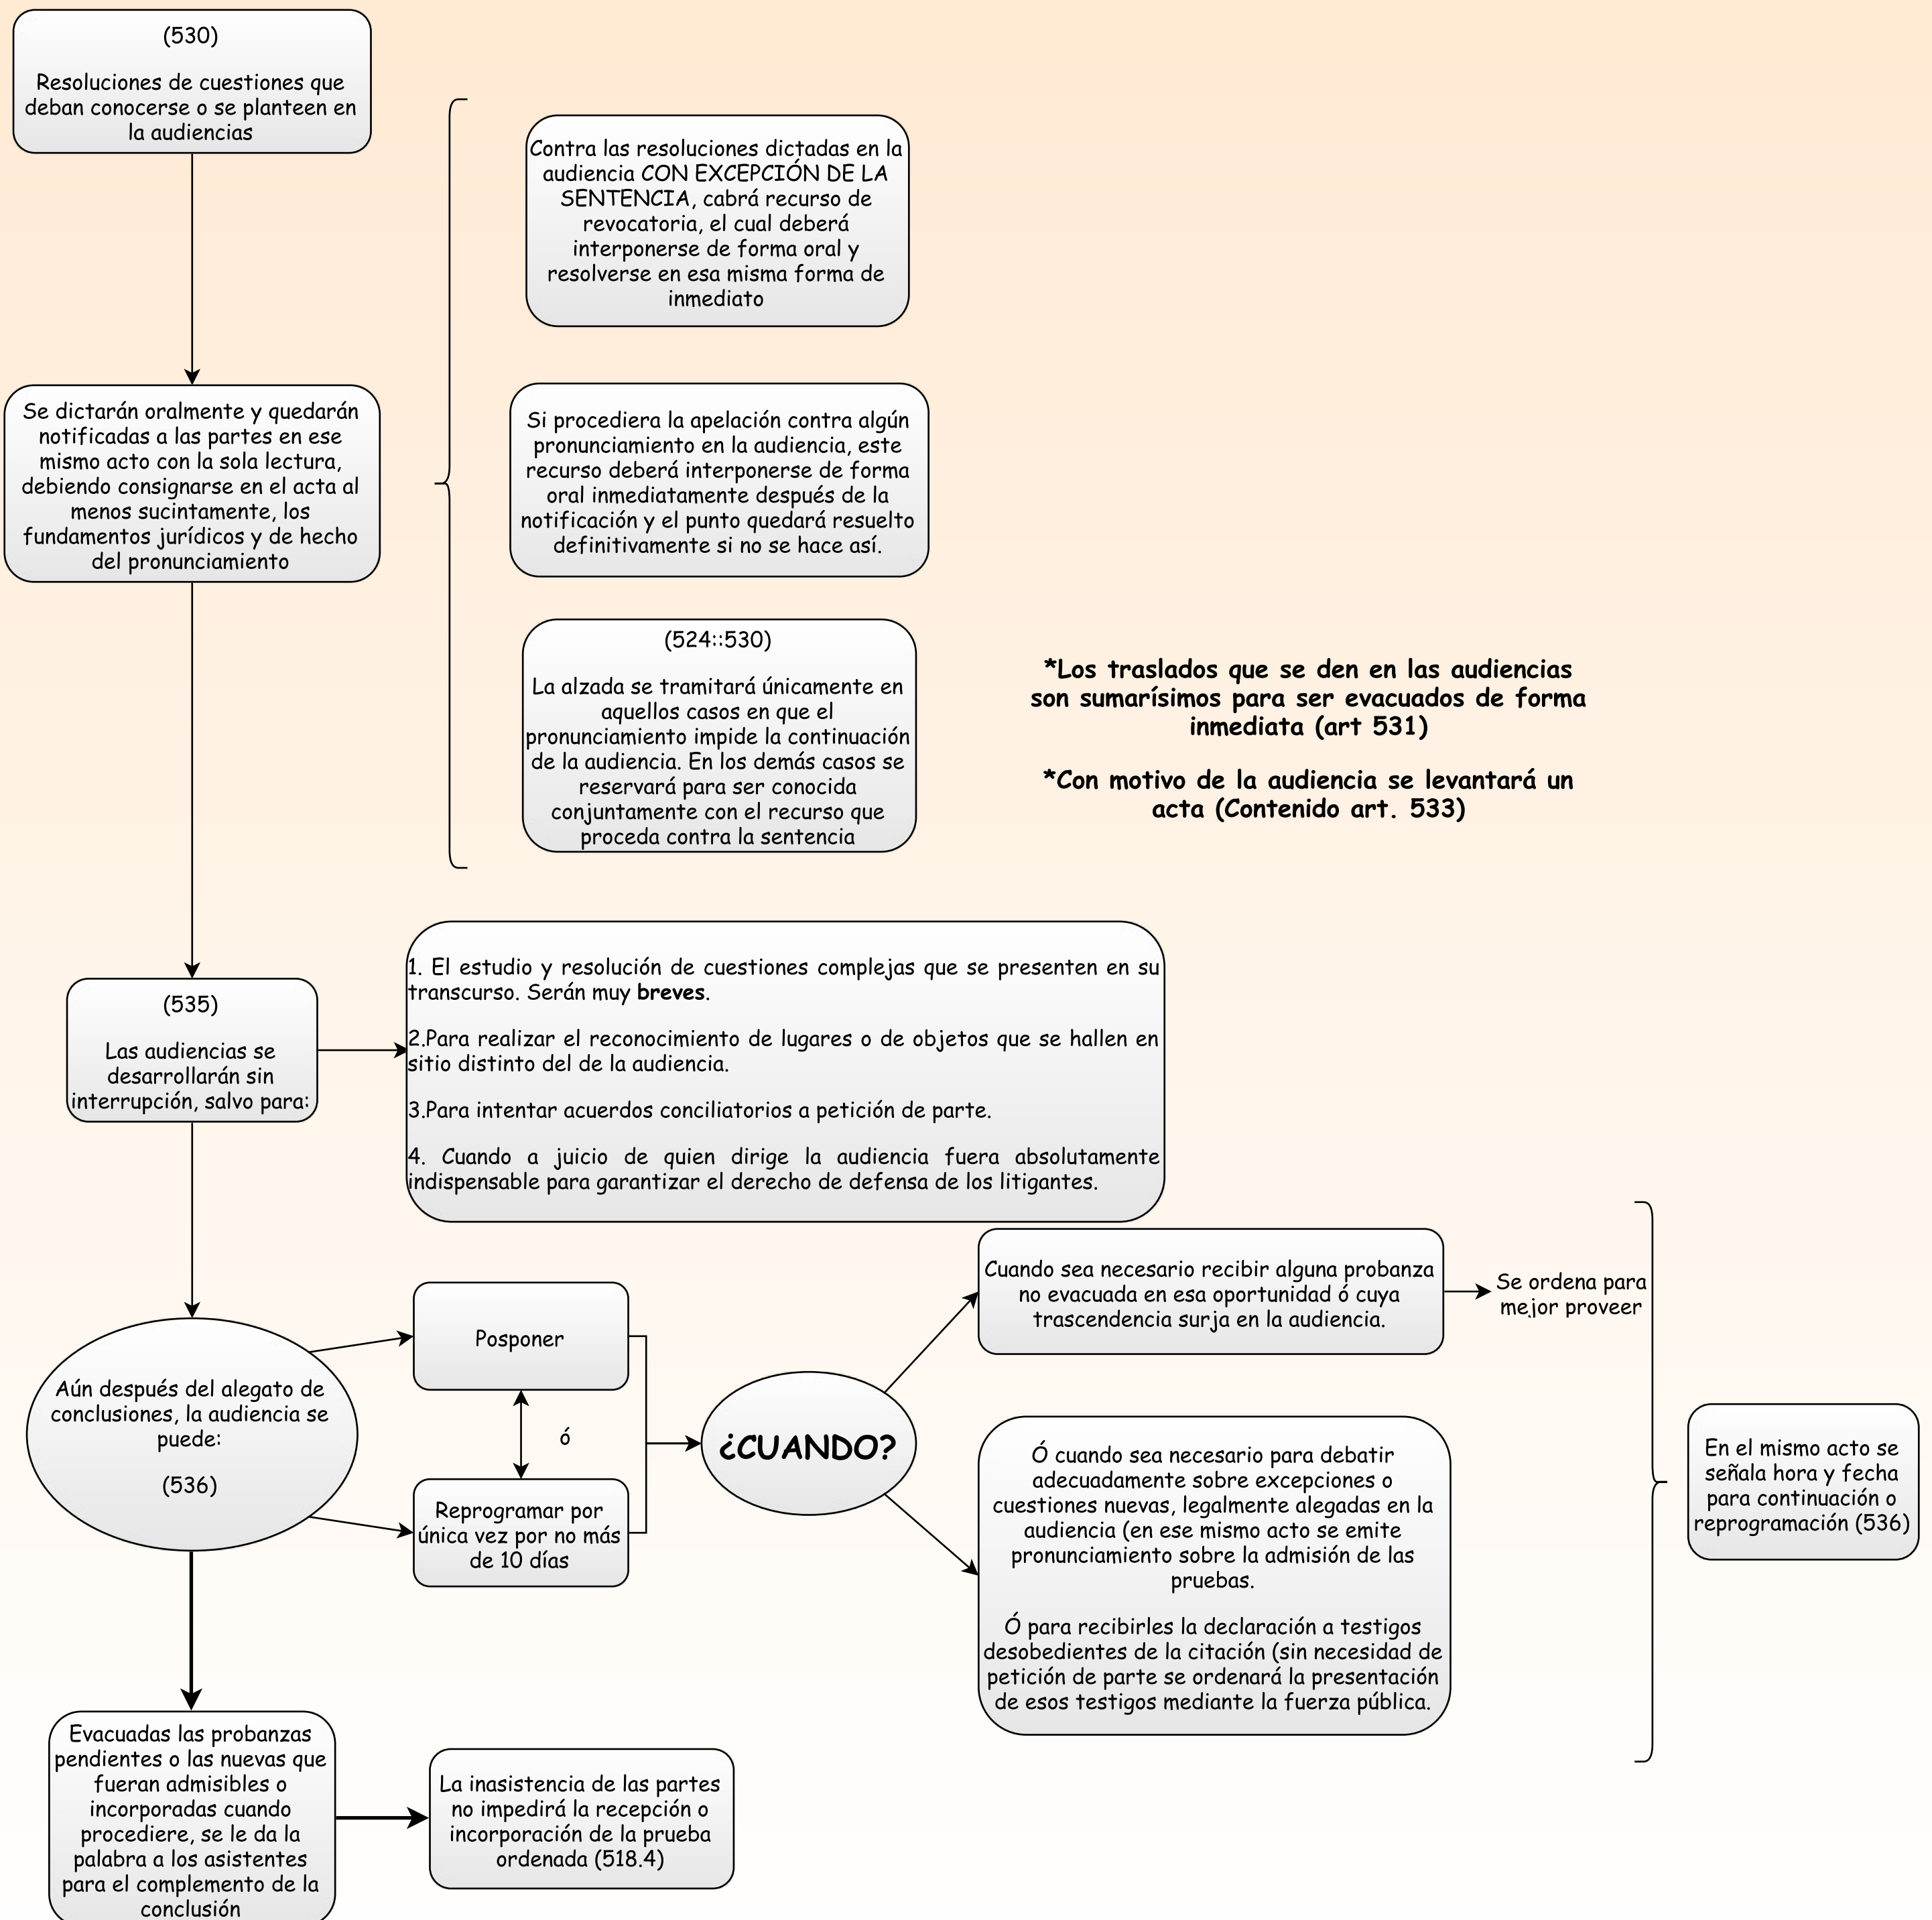 (530)
Resoluciones de cuestiones que
deban conocerse o se planteen en
la audiencias
Contra las resoluciones dictadas en la
audiencia CON EXCEPCIÓN DE LA
SENTENCIA, cabrá recurso de
revocatoria, el cual deberá
interponerse de forma oral y
resolverse en esa misma forma de
inmediato
Se dictarán oralmente y quedarán
notificadas a las partes en ese
mismo acto con la sola lectura,
debiendo consignarse en el acta al
menos sucintamente, los
fundamentos jurídicos y de hecho
del pronunciamiento
Si procediera la apelación contra algún
pronunciamiento en la audiencia, este
recurso deberá interponerse de forma
oral inmediatamente después de la
notificación y el punto quedará resuelto
definitivamente si no se hace así.
(524::530)
La alzada se tramitará únicamente en
aquellos casos en que el
pronunciamiento impide la continuación
de la audiencia. En los demás casos se
reservará para ser conocida
conjuntamente con el recurso que
proceda contra la sentencia
*Los traslados que se den en las audiencias
son sumarísimos para ser evacuados de forma
inmediata (art 531)
*Con motivo de la audiencia se levantará un
acta (Contenido art. 533)
(535)
Las audiencias se
desarrollarán sin
interrupción, salvo para:
1. El estudio y resolución de cuestiones complejas que se presenten en su
transcurso. Serán muy breves.
2.Para realizar el reconocimiento de lugares o de objetos que se hallen en
sitio distinto del de la audiencia.
3.Para intentar acuerdos conciliatorios a petición de parte.
4. Cuando a juicio de quien dirige la audiencia fuera absolutamente
indispensable para garantizar el derecho de defensa de los litigantes.
Aún después del alegato de
conclusiones, la audiencia se
puede:
(536)
Posponer
ó
Reprogramar por
única vez por no más
de 10 días
¿CUANDO?
Cuando sea necesario recibir alguna probanza
no evacuada en esa oportunidad ó cuya
trascendencia surja en la audiencia.
Se ordena para
mejor proveer
Ó cuando sea necesario para debatir
adecuadamente sobre excepciones o
cuestiones nuevas, legalmente alegadas en la
audiencia (en ese mismo acto se emite
pronunciamiento sobre la admisión de las
pruebas.
Ó para recibirles la declaración a testigos
desobedientes de la citación (sin necesidad de
petición de parte se ordenará la presentación
de esos testigos mediante la fuerza pública.
En el mismo acto se
señala hora y fecha
para continuación o
reprogramación (536)
Evacuadas las probanzas
pendientes o las nuevas que
fueran admisibles o
incorporadas cuando
procediere, se le da la
palabra a los asistentes
para el complemento de la
conclusión
La inasistencia de las partes
no impedirá la recepción o
incorporación de la prueba
ordenada (518.4)